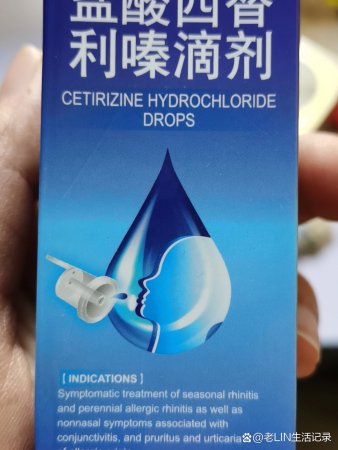 盐酸西替
利嗪滴剂
CETIRIZINE HYDROCHLORIDE
DROPS
[ INDICATIONS ]
Symptomatic treatment of seasonal rhinitis
and perennial allergic rhinitis as well as
nonnasal symptoms associated with
conjunctivitis, and pruritus and urticaria
@老LIN生活记录